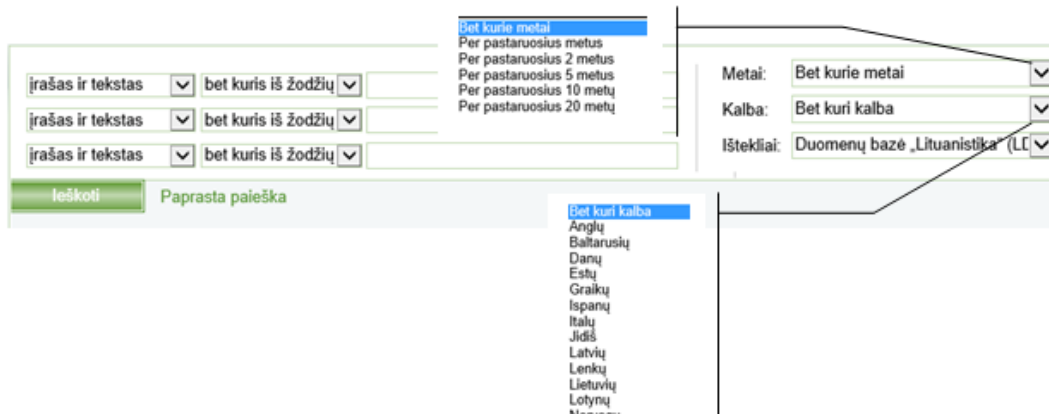 Bet kurie metai
Per pastaruosius metus
Per pastaruosius 2 metus
Per pastaruosius 5 metus
Per pastaruosius 10 metų
Per pastaruosius 20 metų
įrašas ir tekstas bet kuris iš žodžių
įrašas ir tekstas bet kuris iš žodžių
įrašas ir tekstas bet kuris iš žodžių
Metai: Bet kurie metai
Kalba: Bet kuri kalba
Ištekliai: Duomenų bazė „Lituanistika“ (LD
Ieškoti Paprasta paieška
Bet kuri kalba
Anglų
Baltarusių
Danų
Estų
Graikų
Ispanų
Italų
Jidiš
Latvių
Lenkų
Lietuvių
Lotynų